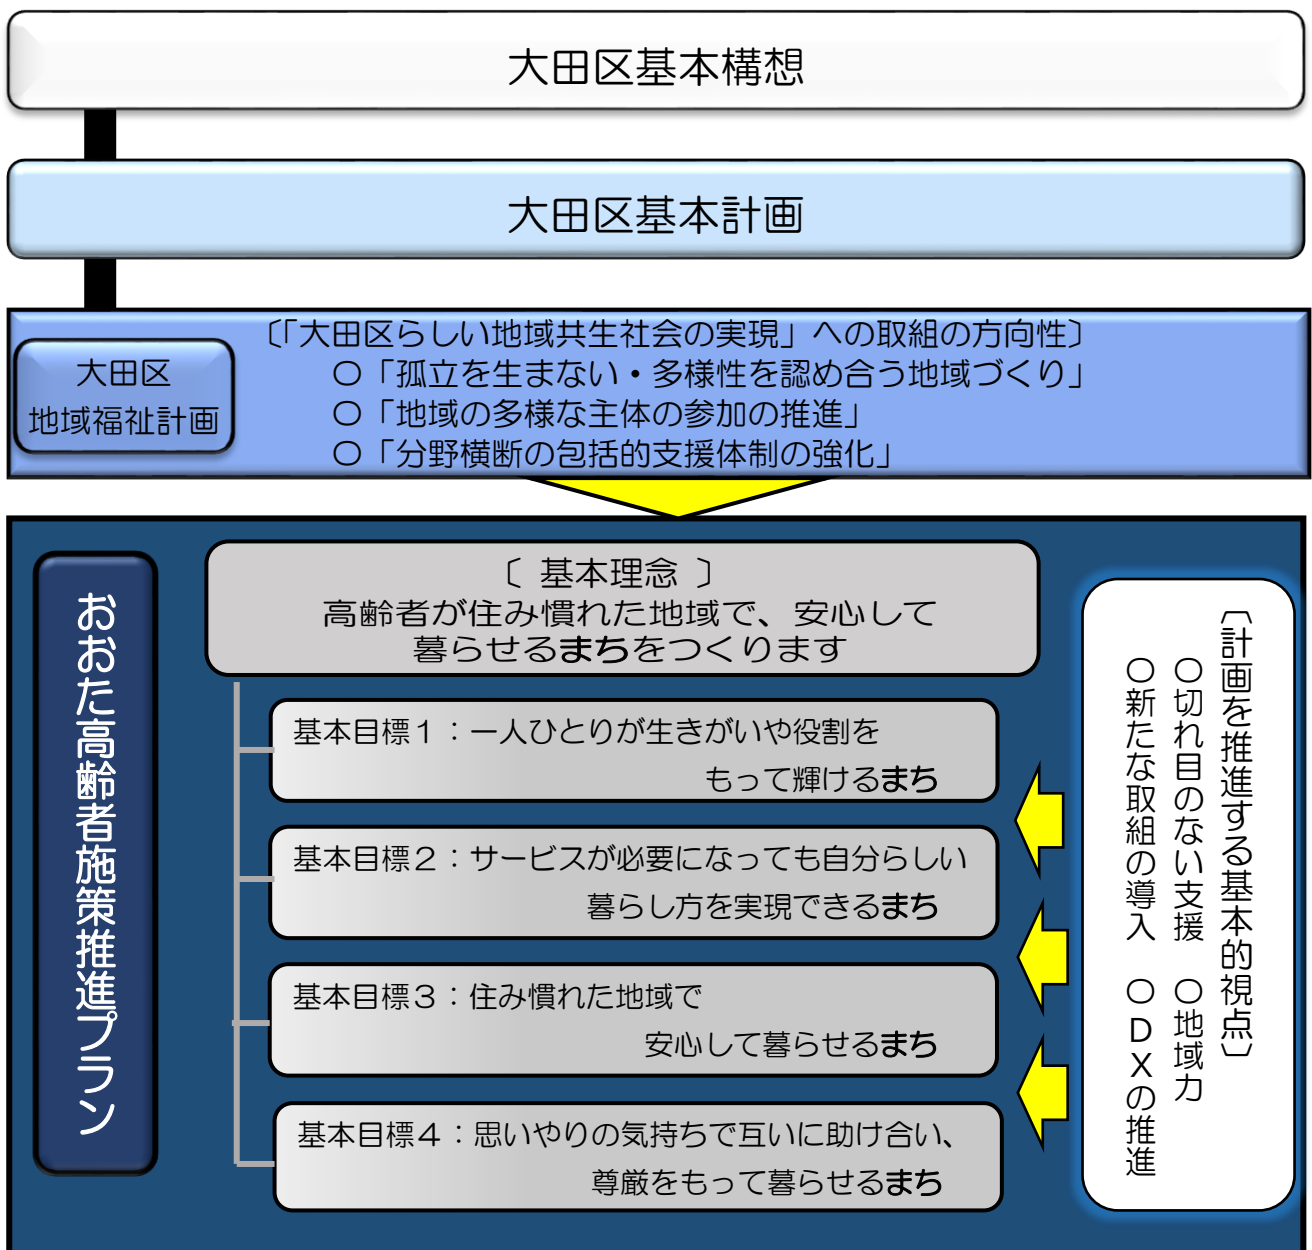 大田区基本構想
大田区基本計画
大田区
地域福祉計画
〔「大田区らしい地域共生社会の実現」への取組の方向性〕
○「孤立を生まない・多様性を認め合う地域づくり」
○「地域の多様な主体の参加の推進」
○「分野横断の包括的支援体制の強化」
おおた高齢者施策推進プラン
〔 基本理念 〕
高齢者が住み慣れた地域で、安心して
暮らせるまちをつくります
基本目標１：一人ひとりが生きがいや役割を
もって輝けるまち
基本目標２：サービスが必要になっても自分らしい
暮らし方を実現できるまち
基本目標３：住み慣れた地域で
安心して暮らせるまち
基本目標４：思いやりの気持ちで互いに助け合い、
尊厳をもって暮らせるまち
〔計画を推進する基本的視点〕
○切れ目のない支援　○地域力
○新たな取組の導入　○ＤＸの推進